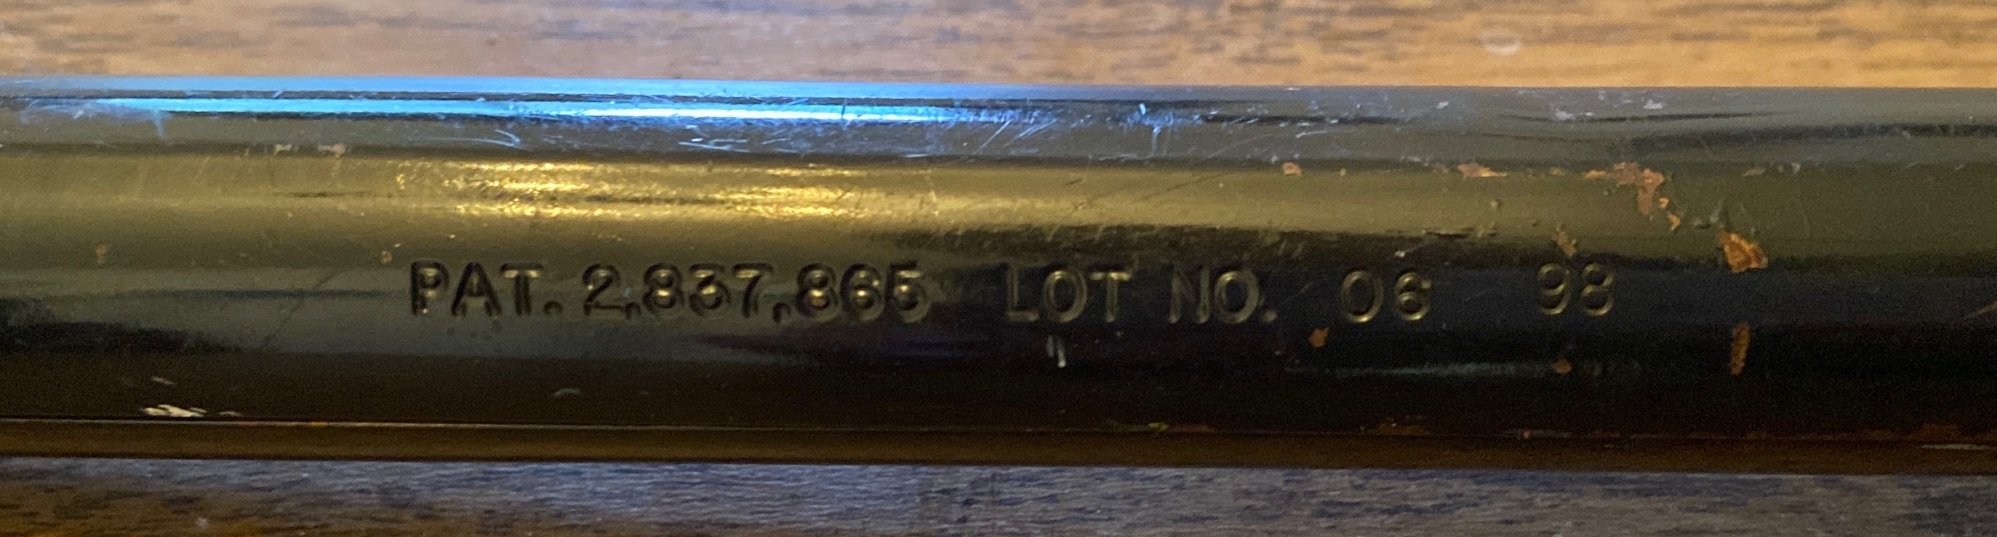 PAT. 2,837,865 LOT NO. 06 98